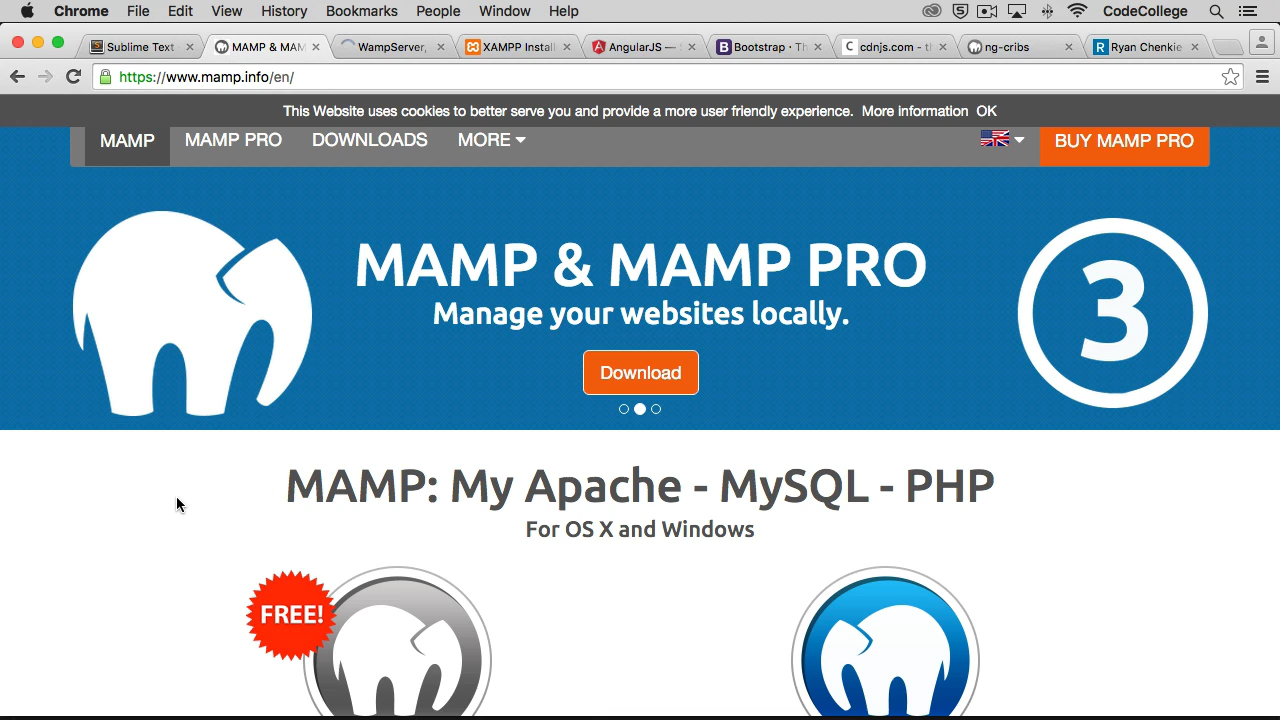 Chrome File Edit View History Bookmarks People Window Help CodeCollege
Sublime Text MAMP & MAM WampServer, XAMPP Instal AngularJS — S Bootstrap · Th cdnjs.com - th ng-cribs Ryan Chenkie
https://www.mamp.info/en/
This Website uses cookies to better serve you and provide a more user friendly experience. More information OK
MAMP MAMP PRO DOWNLOADS MORE BUY MAMP PRO
MAMP & MAMP PRO
Manage your websites locally.
3
Download
MAMP: My Apache - MySQL - PHP
For OS X and Windows
FREE!